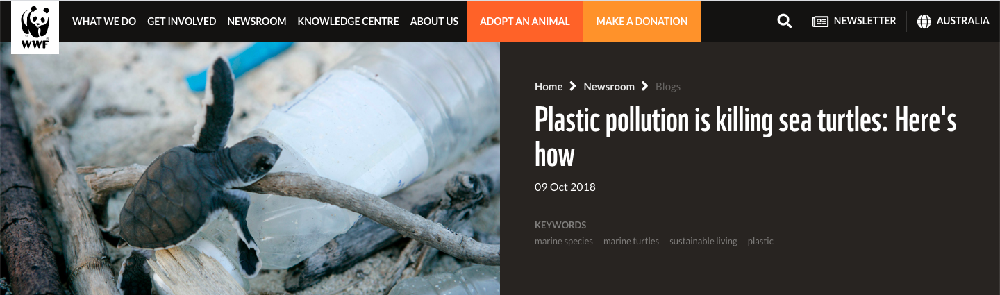 WWF
WHAT WE DO GET INVOLVED NEWSROOM KNOWLEDGE CENTRE ABOUT US ADOPT AN ANIMAL MAKE A DONATION NEWSLETTER AUSTRALIA
Home Newsroom Blogs
Plastic pollution is killing sea turtles: Here's
how
09 Oct 2018
KEYWORDS
marine species marine turtles sustainable living plastic